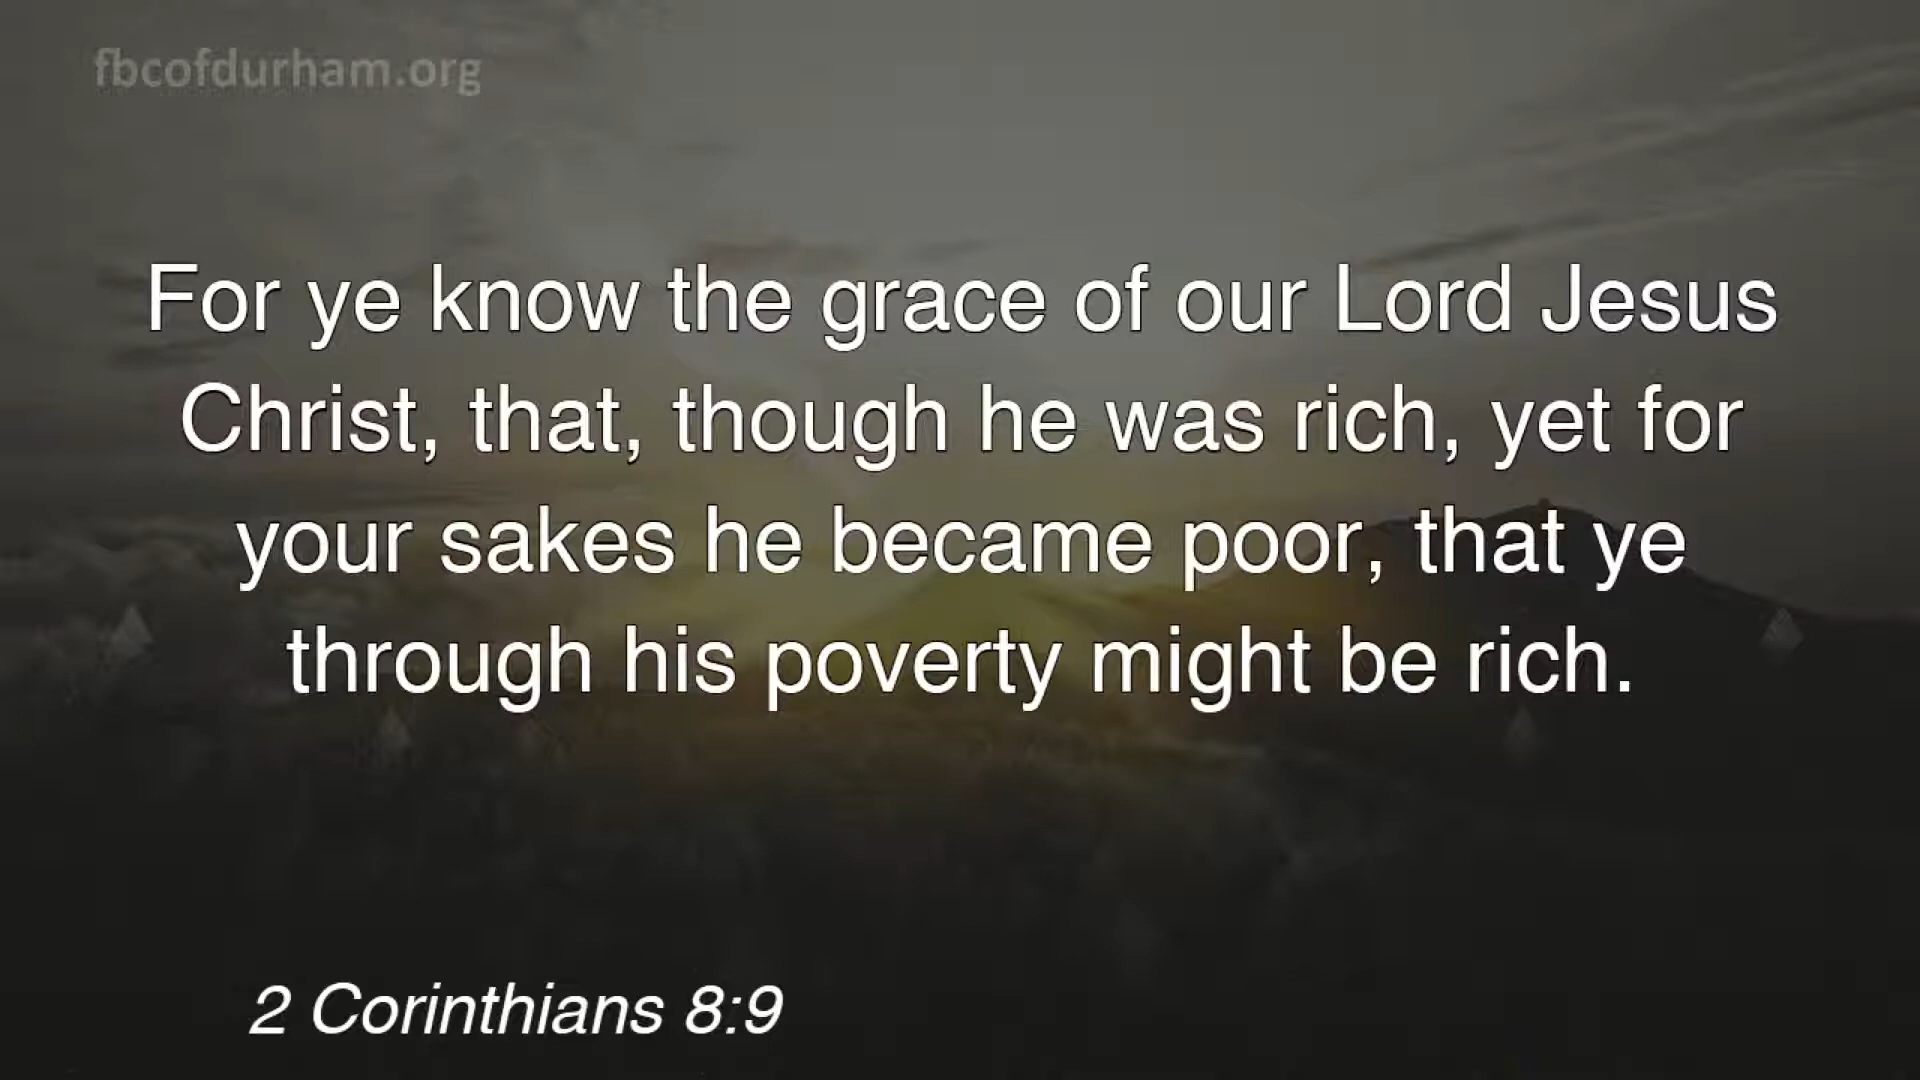 fbcofdurham.org
For ye know the grace of our Lord Jesus
Christ, that, though he was rich, yet for
your sakes he became poor, that ye
through his poverty might be rich.
2 Corinthians 8:9